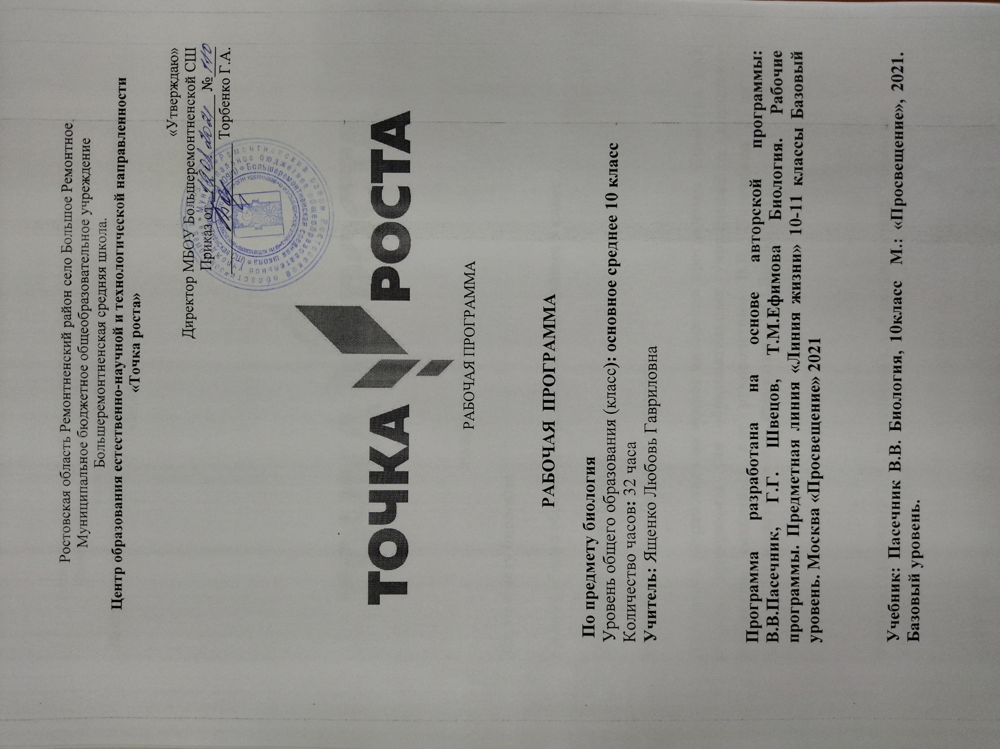 Ростовская область Ремонтненский район село Большое Ремонтное
Муниципальное бюджетное общеобразовательное учреждение
Большеремонтненская средняя школа.
Центр образования естественно-научной и технологической направленности
«Точка роста»
«Утверждаю»
Директор МБОУ Большеремонтненской СШ
Приказ от 2021 №
Торбенко Г.А.
ТОЧКА РОСТА
РАБОЧАЯ ПРОГРАММА
РАБОЧАЯ ПРОГРАММА
По предмету биология
Уровень общего образования (класс): основное среднее 10 класс
Количество часов: 32 часа
Учитель: Ященко Любовь Гавриловна
Программа разработана на основе авторской программы:
В.В.Пасечник, Г.Г. Швецов, Т.М.Ефимова Биология. Рабочие
программы. Предметная линия «Линия жизни» 10-11 классы Базовый
уровень. Москва «Просвещение» 2021
Учебник: Пасечник В.В. Биология, 10класс М.: «Просвещение», 2021.
Базовый уровень.